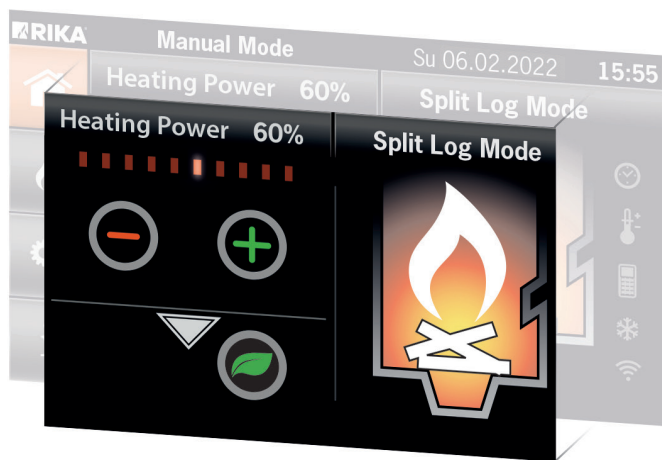 RIKA
Manual Mode
Su 06.02.2022
15:55
Heating Power 60%
Split Log Mode
Heating Power 60%
Split Log Mode